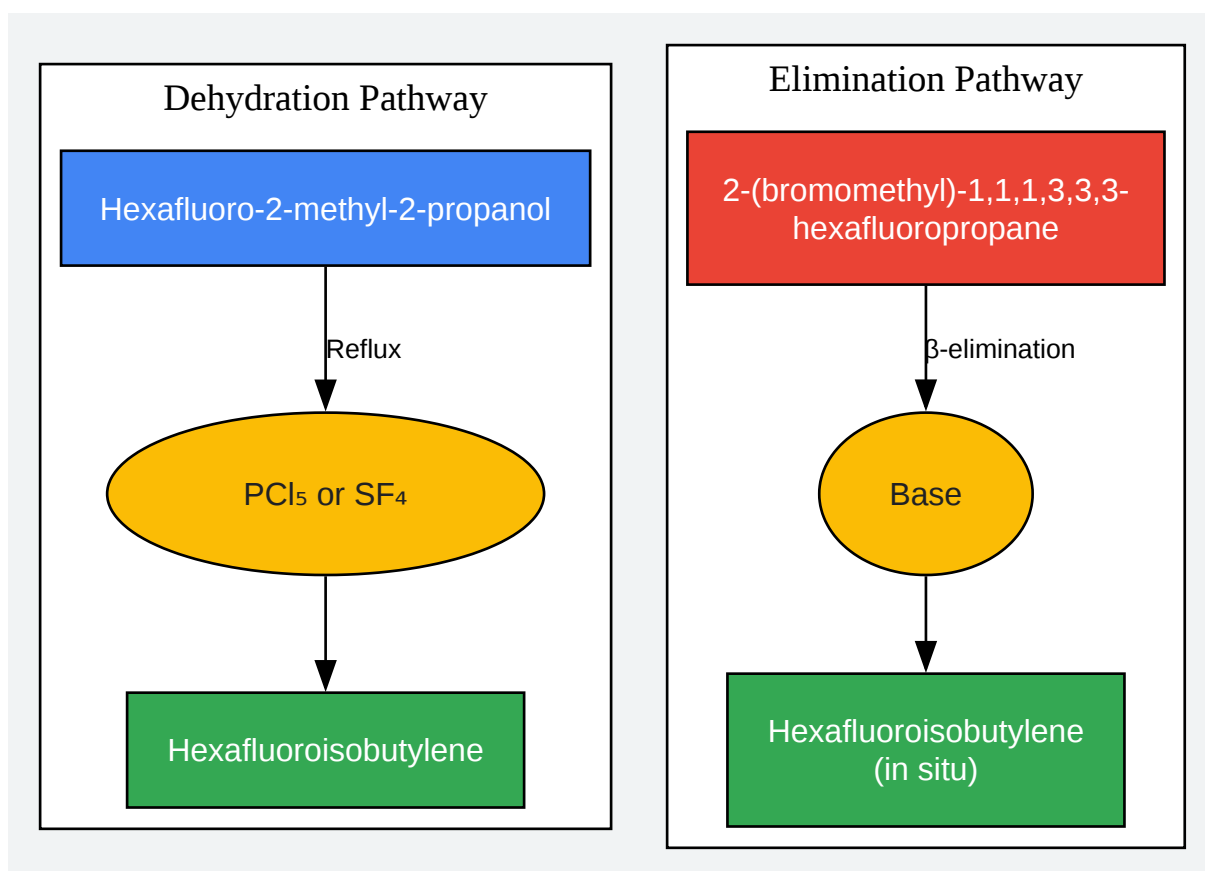 Dehydration Pathway
Hexafluoro-2-methyl-2-propanol
Reflux
PCl₅ or SF₄
Hexafluoroisobutylene
Elimination Pathway
2-(bromomethyl)-1,1,1,3,3,3-
hexafluoropropane
β-elimination
Base
Hexafluoroisobutylene
(in situ)